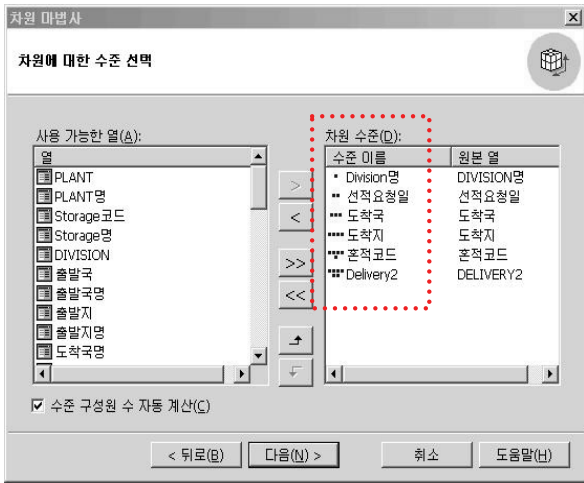 차원 마법사
차원에 대한 수준 선택
사용 가능한 열(A):
열
PLANT
PLANT명
Storage코드
Storage명
DIVISION
출발국
출발국명
출발지
출발지명
도착국명
>
<
>>
<<
차원 수준(D):
수준 이름 원본 열
Division명 DIVISION명
선적요청일 선적요청일
도착국 도착국
도착지 도착지
혼적코드 혼적코드
Delivery2 DELIVERY2
수준 구성원 수 자동 계산(C)
< 뒤로(B) 다음(N) > 취소 도움말(H)